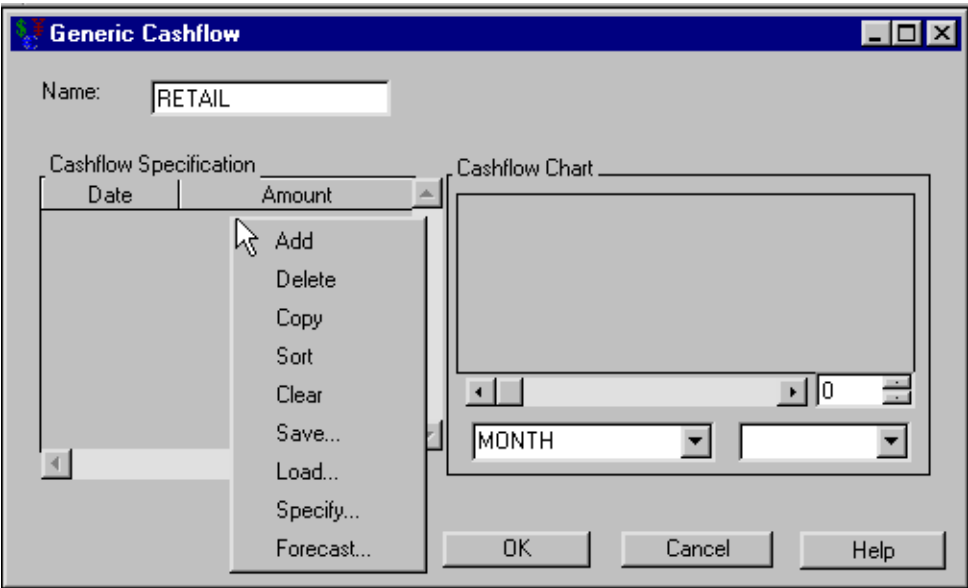 Generic Cashflow
Name: RETAIL
Cashflow Specification
Date Amount
Add
Delete
Copy
Sort
Clear
Save...
Load...
Specify...
Forecast...
Cashflow Chart
0
MONTH
OK Cancel Help